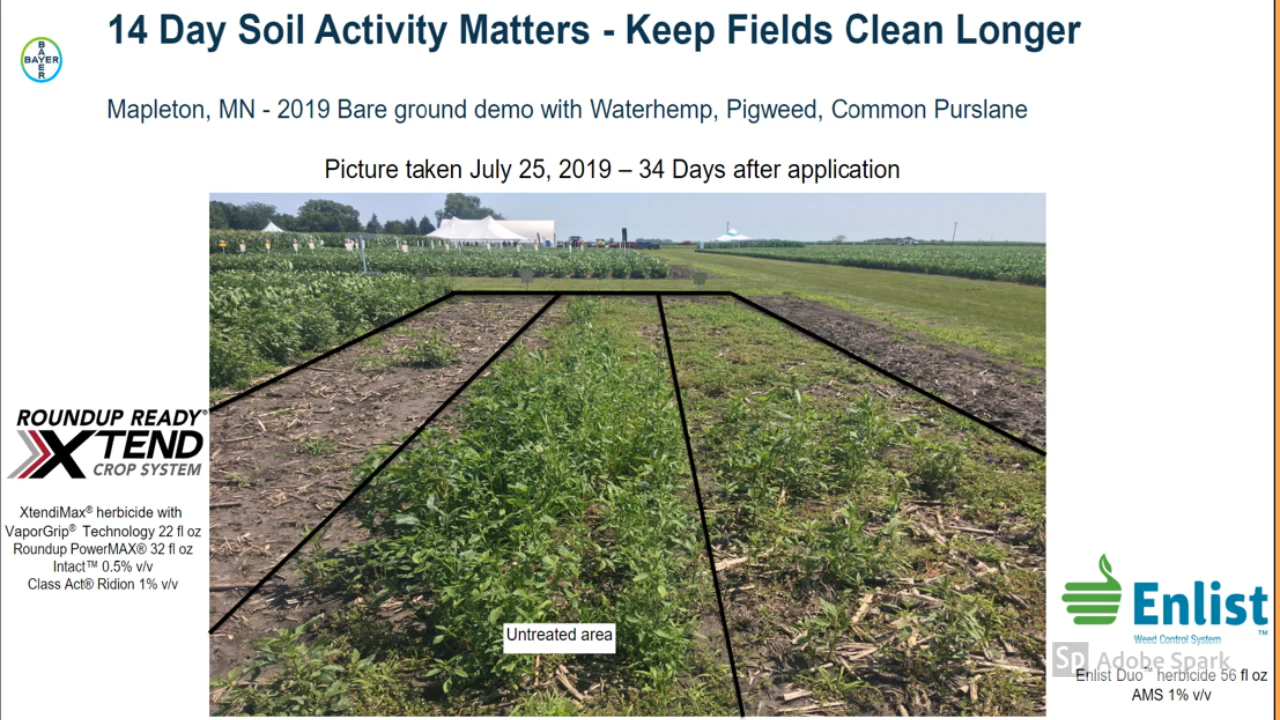 14 Day Soil Activity Matters - Keep Fields Clean Longer
BAYER
BAYER
Mapleton, MN - 2019 Bare ground demo with Waterhemp, Pigweed, Common Purslane
Picture taken July 25, 2019 – 34 Days after application
ROUNDUP READY®
XTEND
CROP SYSTEM
XtendiMax® herbicide with
VaporGrip® Technology 22 fl oz
Roundup PowerMAX® 32 fl oz
Intact™ 0.5% v/v
Class Act® Ridion 1% v/v
Untreated area
Enlist™
Weed Control System
Sp Adobe Spark
Enlist Duo™ herbicide 56 fl oz
AMS 1% v/v